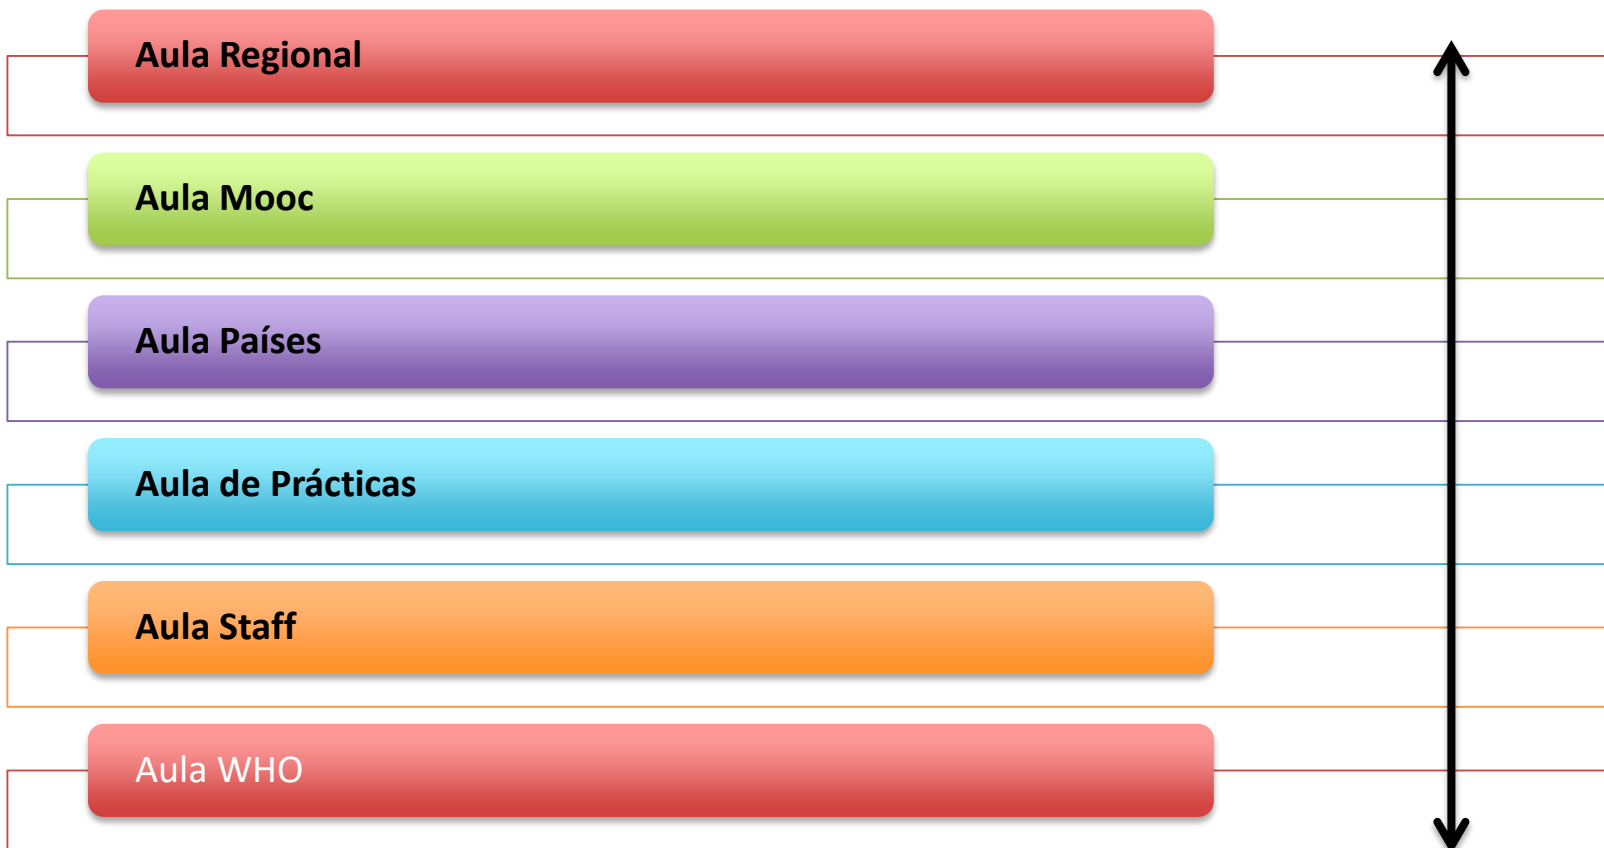 Aula Regional
Aula Mooc
Aula Países
Aula de Prácticas
Aula Staff
Aula WHO